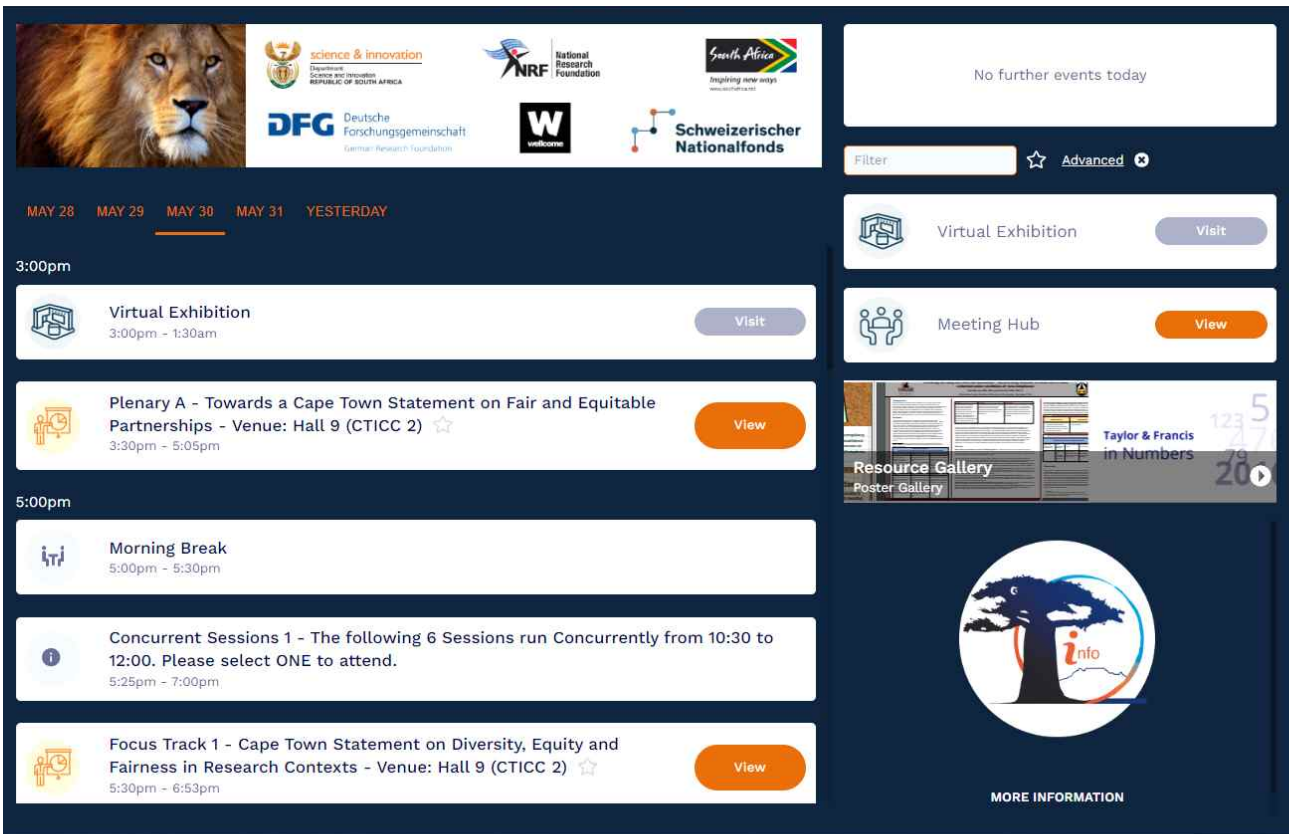 science & innovation
Department:
Science and Innovation
REPUBLIC OF SOUTH AFRICA
NRF
National
Research
Foundation
South Africa
Inspiring new ways
DFG
Deutsche
Forschungsgemeinschaft
German Research Foundation
W
wellcome
Schweizerischer
Nationalfonds
No further events today
Filter
Advanced
MAY 28 MAY 29 MAY 30 MAY 31 YESTERDAY
3:00pm
Virtual Exhibition
3:00pm - 1:30am
Visit
Plenary A - Towards a Cape Town Statement on Fair and Equitable
Partnerships - Venue: Hall 9 (CTICC 2)
3:30pm - 5:05pm
View
5:00pm
Morning Break
5:00pm - 5:30pm
Concurrent Sessions 1 - The following 6 Sessions run Concurrently from 10:30 to
12:00. Please select ONE to attend.
5:25pm - 7:00pm
Focus Track 1 - Cape Town Statement on Diversity, Equity and
Fairness in Research Contexts - Venue: Hall 9 (CTICC 2)
5:30pm - 6:53pm
View
Virtual Exhibition
Visit
Meeting Hub
View
Taylor & Francis
in Numbers
Resource Gallery
Poster Gallery
info
MORE INFORMATION